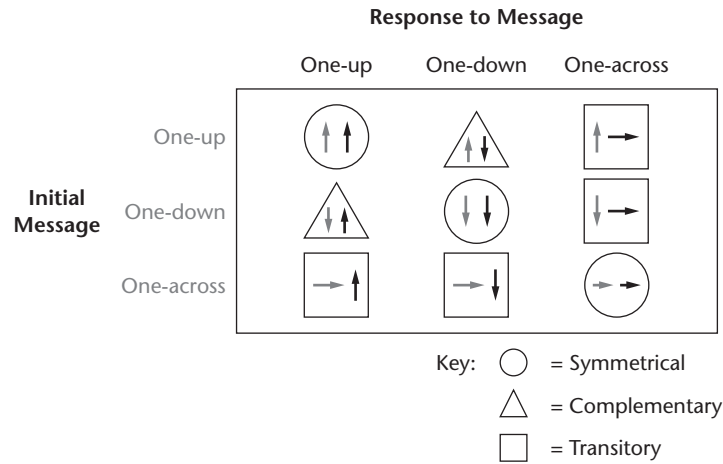 Response to Message
One-up One-down One-across
One-up
Initial
Message
One-down
One-across
Key: = Symmetrical
= Complementary
= Transitory